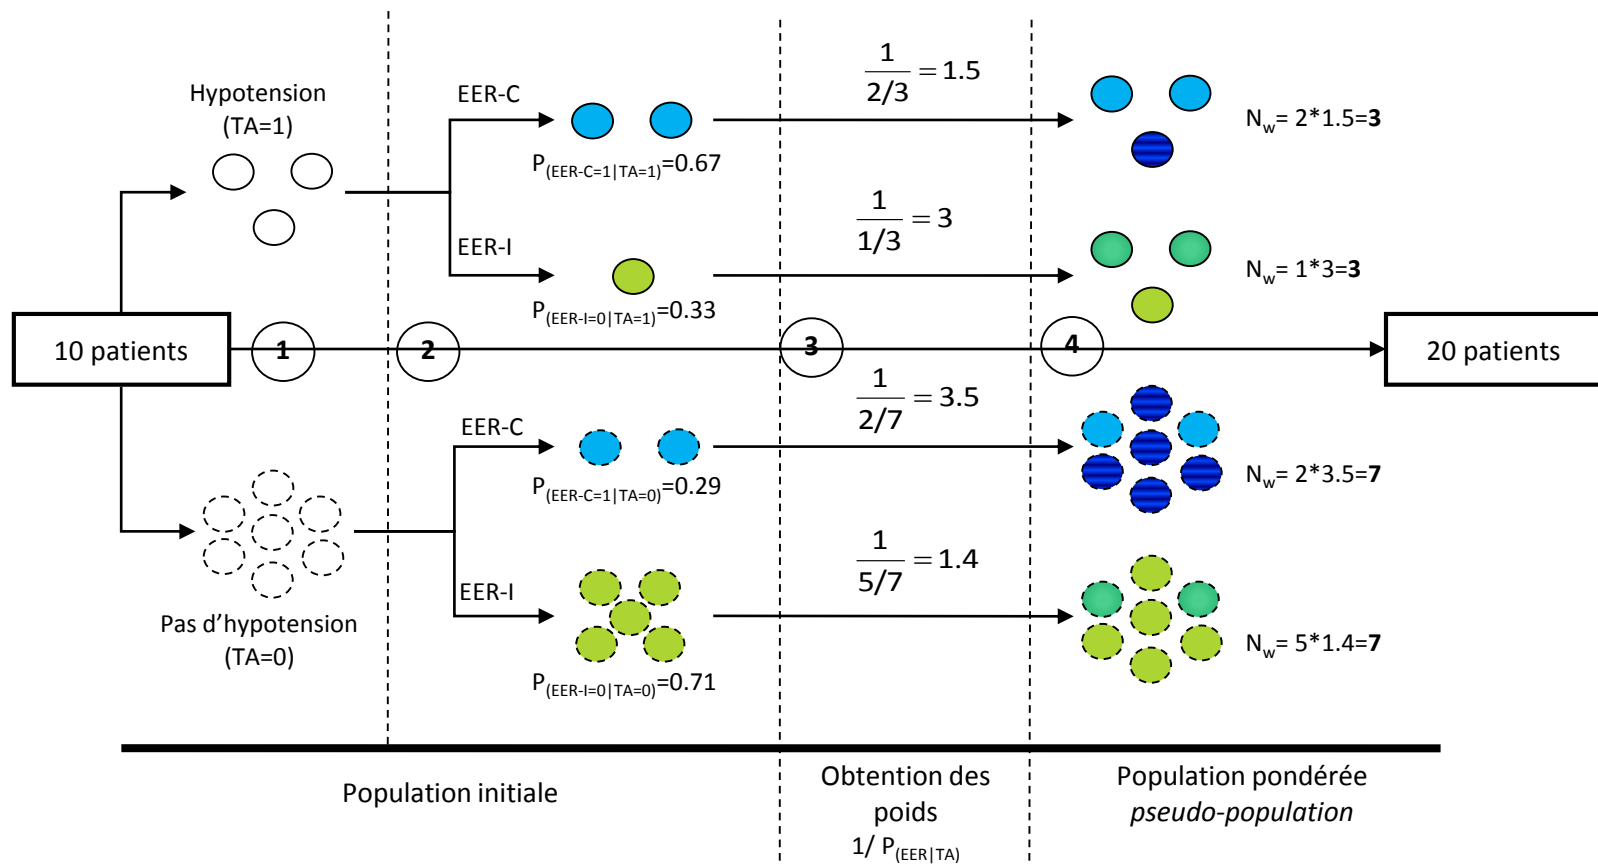 Hypotension
(TA=1)
EER-C
P(EER-C=1|TA=1)=0.67
1
2/3
= 1.5
Nw= 2*1.5=3
EER-I
P(EER-I=0|TA=1)=0.33
1
1/3
= 3
Nw= 1*3=3
10 patients
1
2
3
4
20 patients
EER-C
P(EER-C=1|TA=0)=0.29
1
2/7
= 3.5
Nw= 2*3.5=7
Pas d’hypotension
(TA=0)
EER-I
P(EER-I=0|TA=0)=0.71
1
5/7
= 1.4
Nw= 5*1.4=7
Population initiale
Obtention des
poids
1/ P(EER|TA)
Population pondérée
pseudo-population